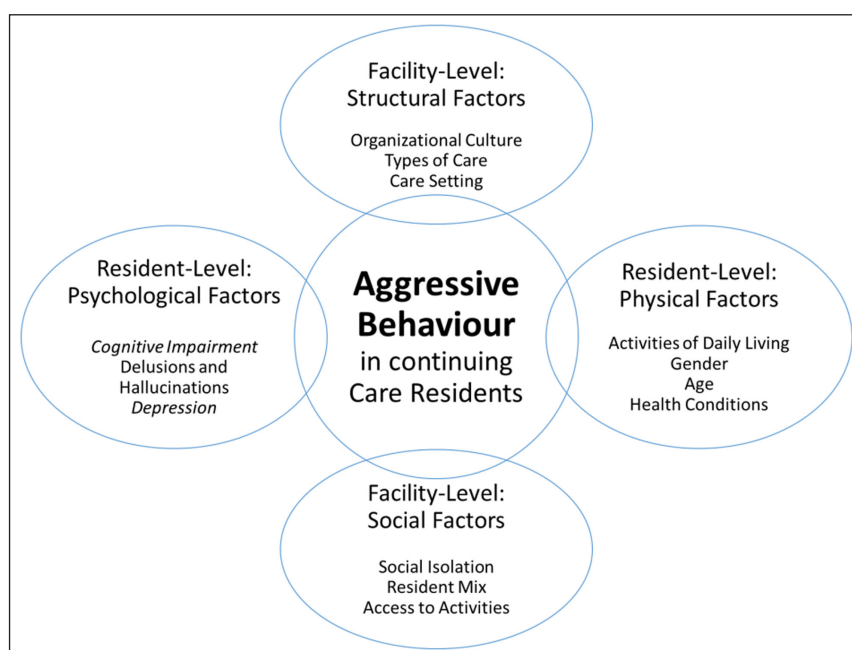 Facility-Level:
Structural Factors
Organizational Culture
Types of Care
Care Setting
Resident-Level:
Psychological Factors
Cognitive Impairment
Delusions and
Hallucinations
Depression
Aggressive
Behaviour
in continuing
Care Residents
Resident-Level:
Physical Factors
Activities of Daily Living
Gender
Age
Health Conditions
Facility-Level:
Social Factors
Social Isolation
Resident Mix
Access to Activities